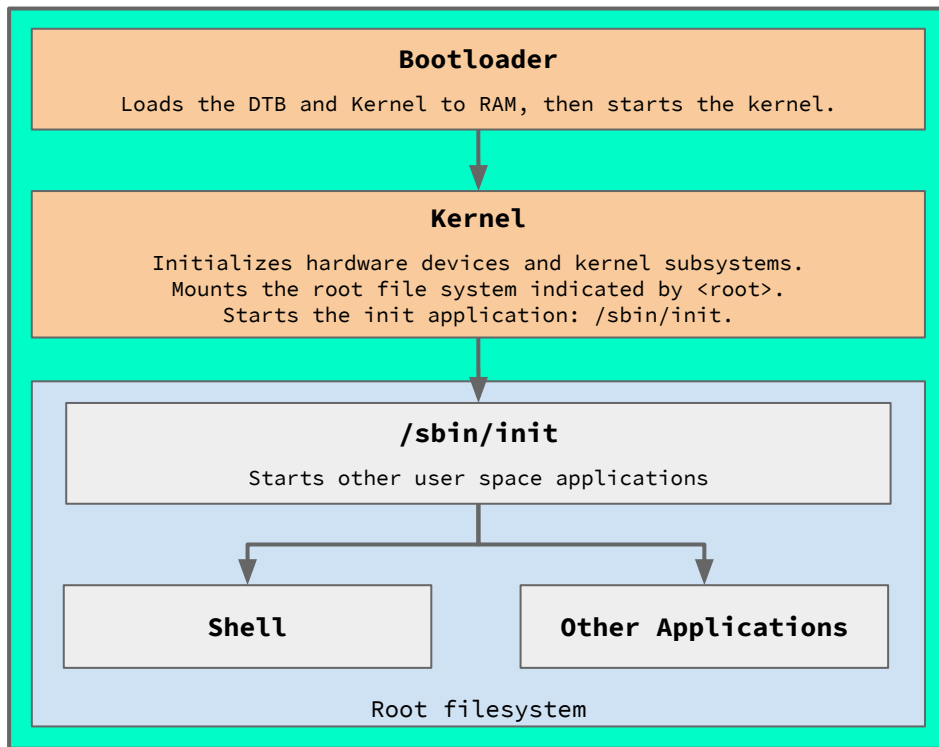 Bootloader
Loads the DTB and Kernel to RAM, then starts the kernel.
Kernel
Initializes hardware devices and kernel subsystems.
Mounts the root file system indicated by <root>.
Starts the init application: /sbin/init.
/sbin/init
Starts other user space applications
Shell
Other Applications
Root filesystem